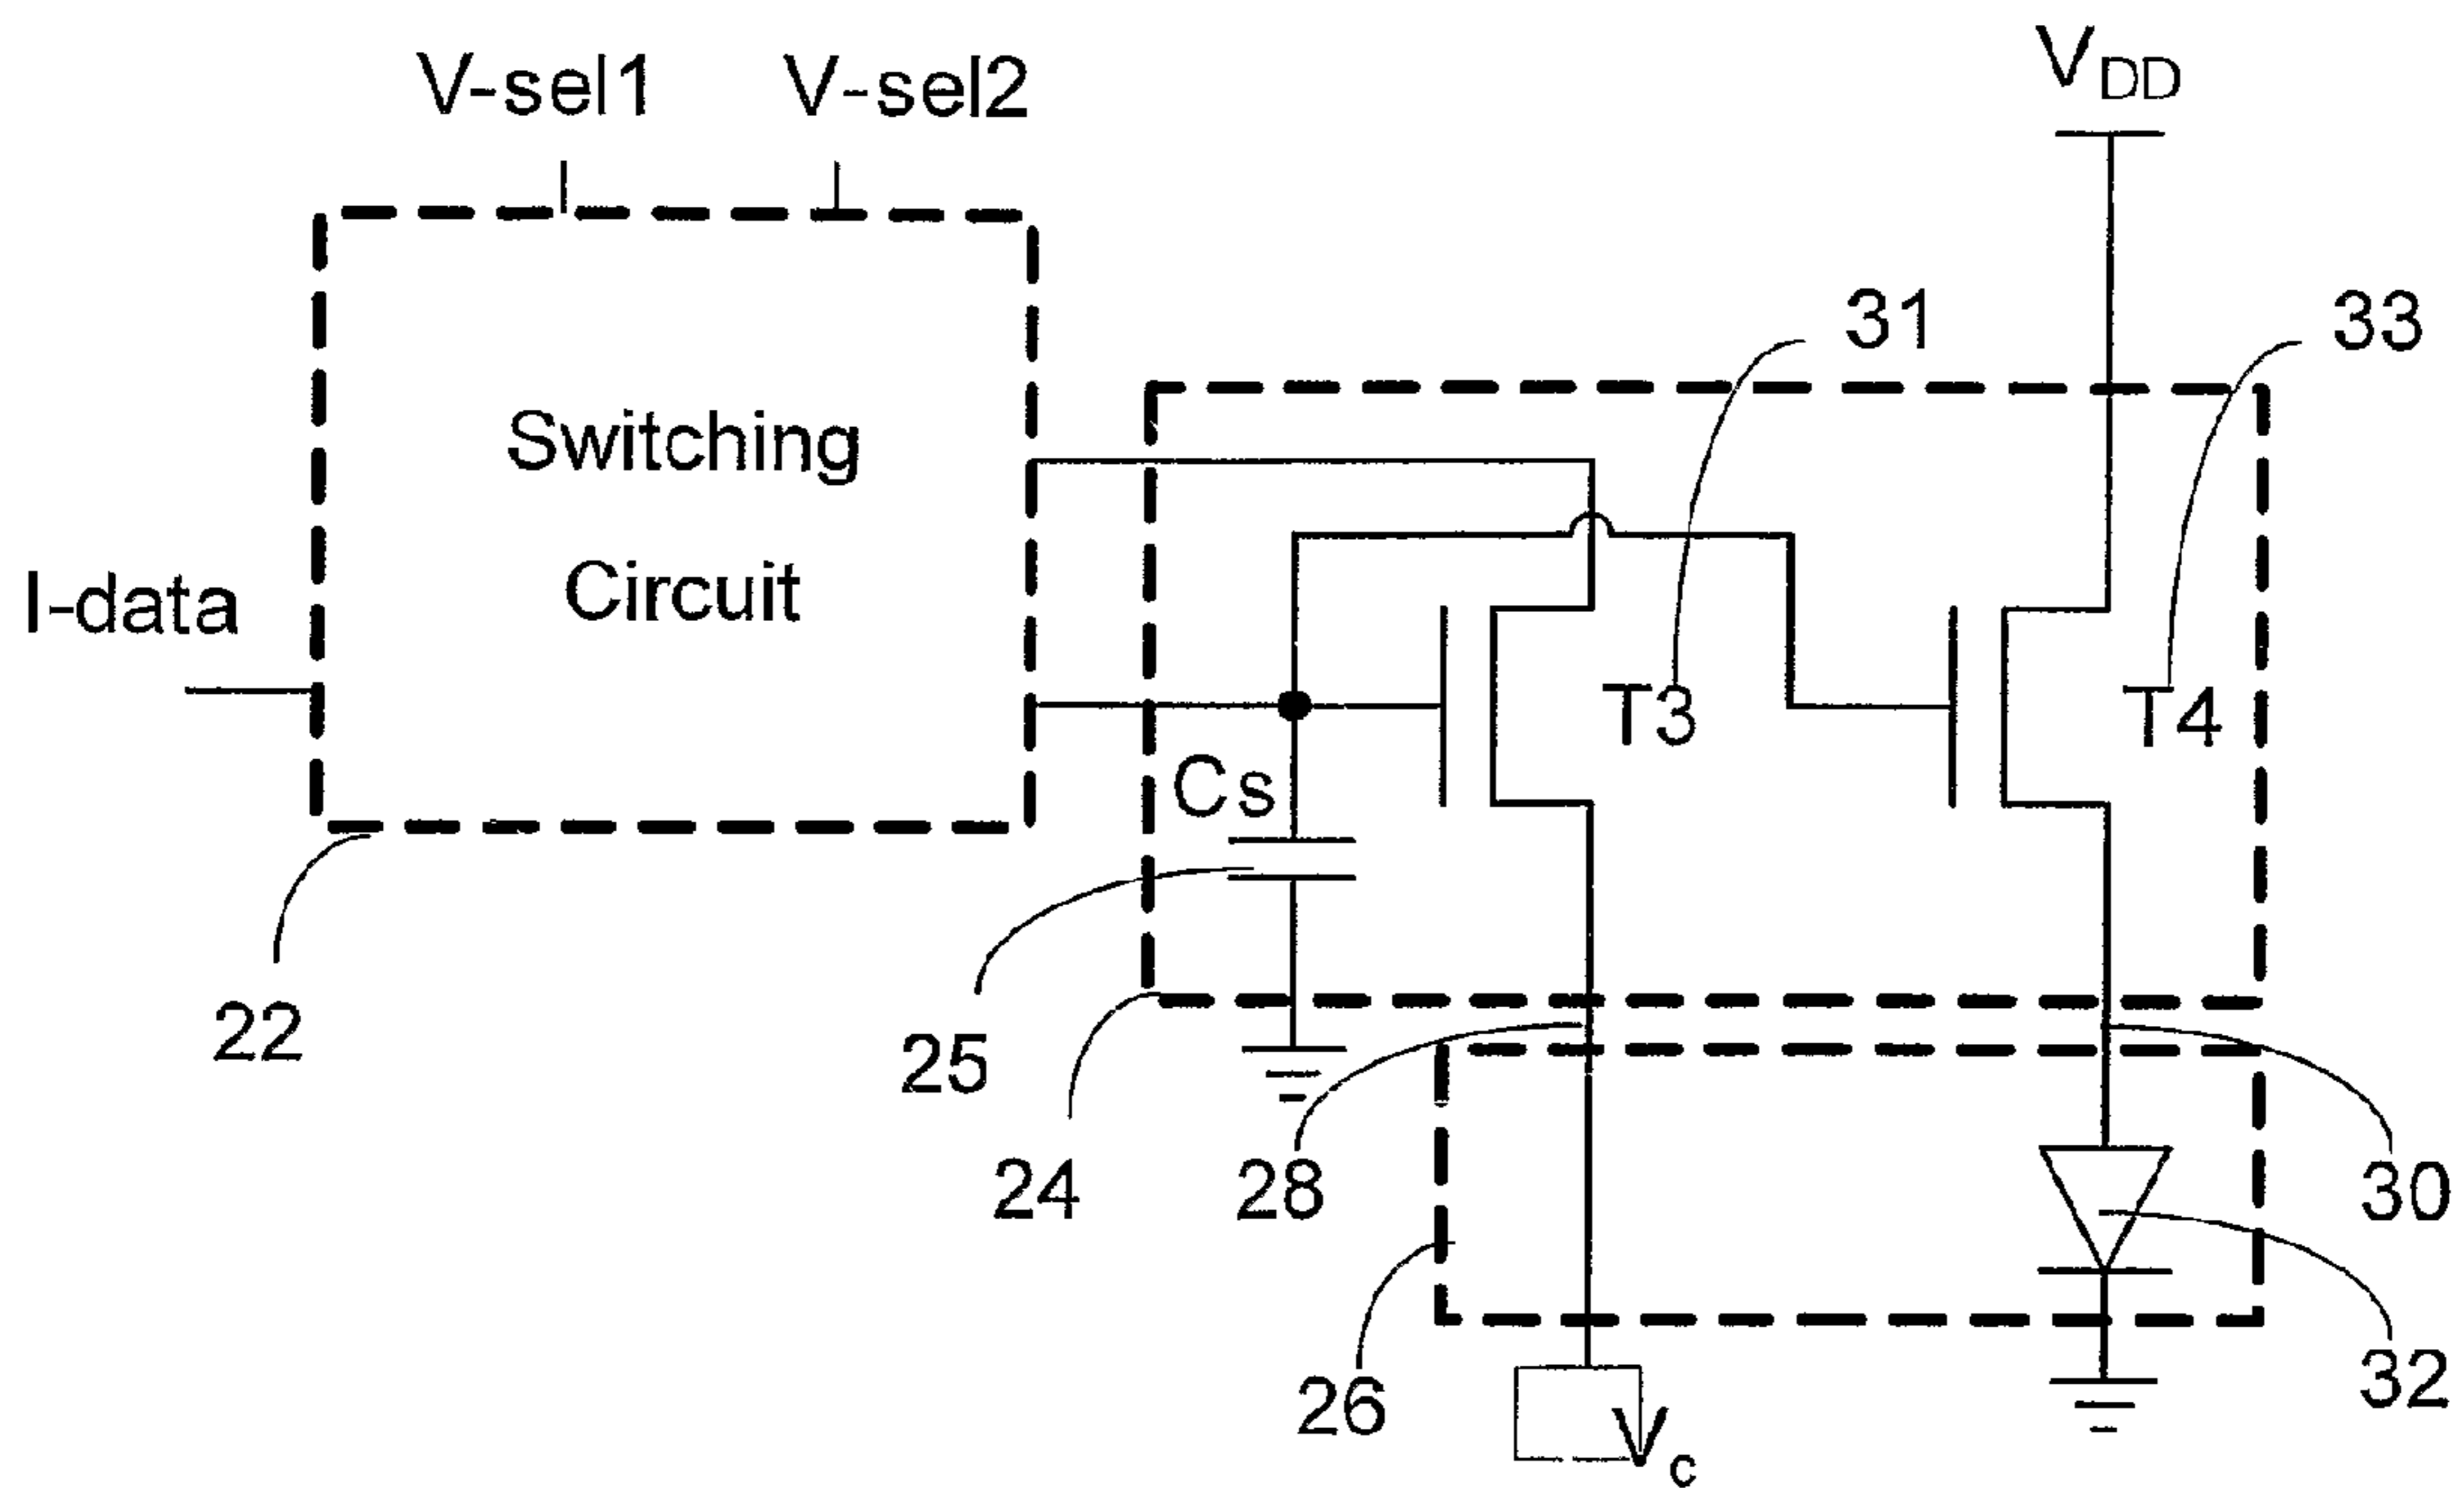 V-sel1
V-sel2
VDD
31
33
Switching
Circuit
I-data
T3
T4
Cs
22
25
24
28
30
26
32
Vc